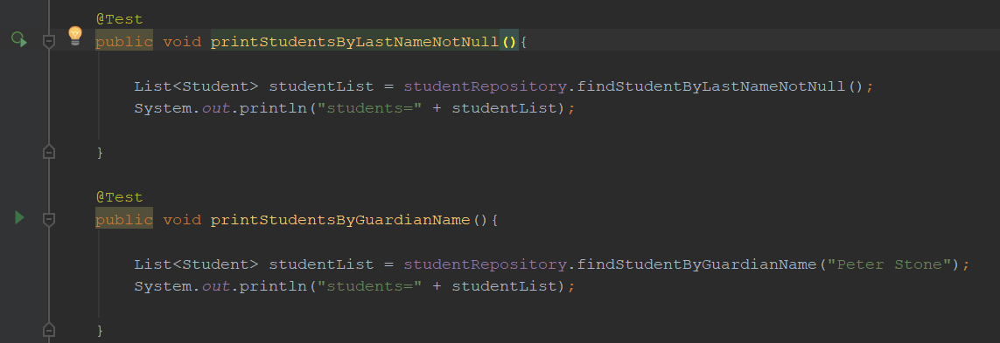 @Test
public void printStudentsByLastNameNotNull(){
List<Student> studentList = studentRepository.findStudentByLastNameNotNull();
System.out.println("students=" + studentList);
}
@Test
public void printStudentsByGuardianName(){
List<Student> studentList = studentRepository.findStudentByGuardianName("Peter Stone");
System.out.println("students=" + studentList);
}